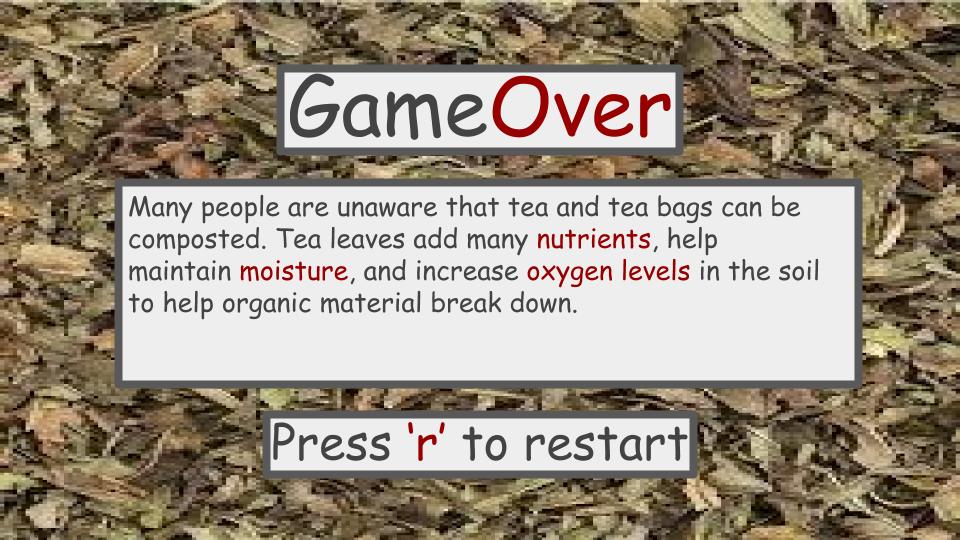 GameOver
Many people are unaware that tea and tea bags can be
composted. Tea leaves add many nutrients, help
maintain moisture, and increase oxygen levels in the soil
to help organic material break down.
Press ‘r’ to restart